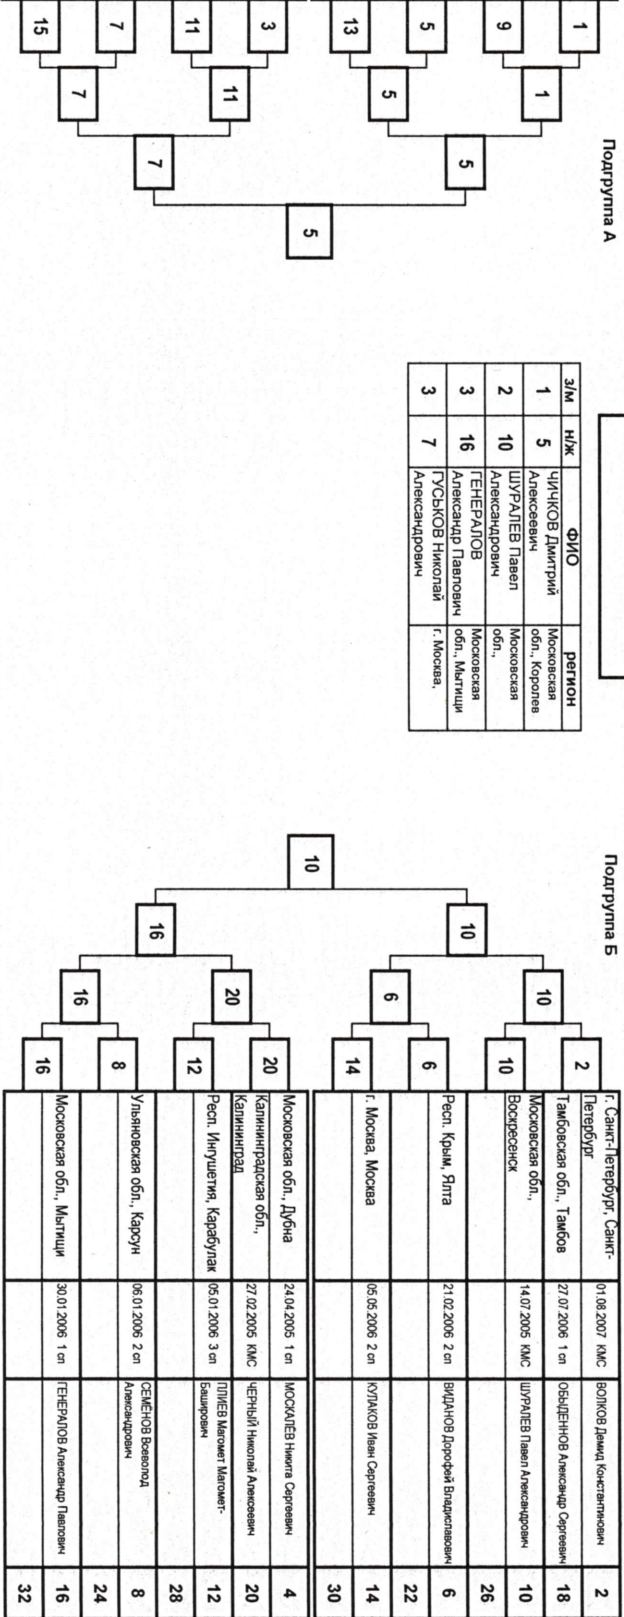 Подгруппа А
1
9
5
13
3
11
7
15
1
5
11
7
5
7
5
з/м н/ж ФИО регион
1 5 ЧИЧКОВ Дмитрий Алексеевич Московская обл., Королев
2 10 ШУРАЛЕВ Павел Александрович Московская обл.,
3 16 ГЕНЕРАЛОВ Александр Павлович Московская обл., Мытищи
3 7 ГУСЬКОВ Николай Александрович г. Москва,
Подгруппа Б
10
10
16
10
6
20
16
2
10
6
14
20
12
8
16
г. Санкт-Петербург, Санкт-Петербург 01.08.2007 КМС ВОЛКОВ Демид Константинович 2
Тамбовская обл., Тамбов 27.07.2006 1 сп ОБЫДЕННОВ Александр Сергеевич 18
Московская обл., Воскресенск 14.07.2005 КМС ШУРАЛЕВ Павел Александрович 10
26
Респ. Крым, Ялта 21.02.2006 2 сп ВИДАНОВ Дорофей Владиславович 6
22
г. Москва, Москва 05.05.2006 2 сп КУЛАКОВ Иван Сергеевич 14
30
Московская обл., Дубна 24.04.2005 1 сп МОСКАЛЁВ Никита Сергеевич 4
Калининградская обл., Калининград 27.02.2005 КМС ЧЕРНЫЙ Николай Алексеевич 20
Респ. Ингушетия, Карабулак 05.01.2006 3 сп ПЛИЕВ Магомет Магомет-Баширович 12
28
Ульяновская обл., Карсун 06.01.2006 2 сп СЕМЁНОВ Всеволод Александрович 8
24
Московская обл., Мытищи 30.01.2006 1 сп ГЕНЕРАЛОВ Александр Павлович 16
32